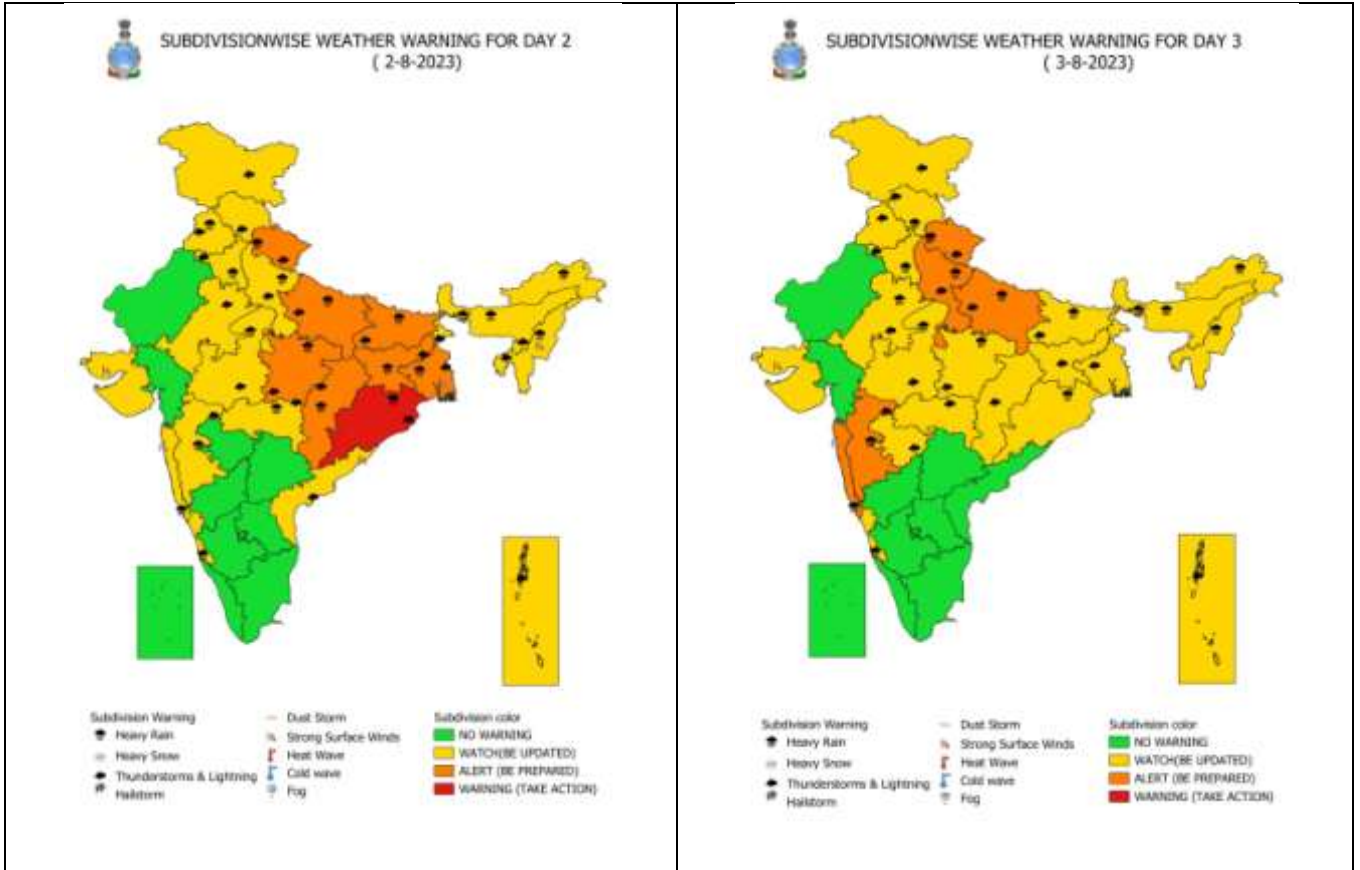 SUBDIVISIONWISE WEATHER WARNING FOR DAY 2
( 2-8-2023)
Subdivision Warning
Heavy Rain
Heavy Snow
Thunderstorms & Lightning
Hailstorm
Dust Storm
Strong Surface Winds
Heat Wave
Cold wave
Fog
Subdivision color
NO WARNING
WATCH(BE UPDATED)
ALERT (BE PREPARED)
WARNING (TAKE ACTION)
SUBDIVISIONWISE WEATHER WARNING FOR DAY 3
( 3-8-2023)
Subdivision Warning
Heavy Rain
Heavy Snow
Thunderstorms & Lightning
Hailstorm
Dust Storm
Strong Surface Winds
Heat Wave
Cold wave
Fog
Subdivision color
NO WARNING
WATCH(BE UPDATED)
ALERT (BE PREPARED)
WARNING (TAKE ACTION)